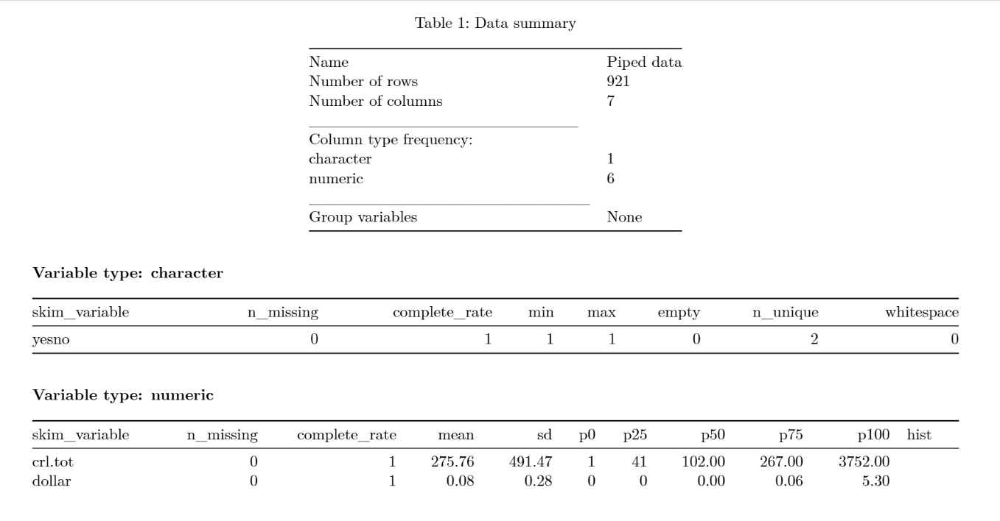 Table 1: Data summary
Name Piped data
Number of rows 921
Number of columns 7
Column type frequency:
character 1
numeric 6
Group variables None
Variable type: character
skim_variable n_missing complete_rate min max empty n_unique whitespace
yesno 0 1 1 1 0 2 0
Variable type: numeric
skim_variable n_missing complete_rate mean sd p0 p25 p50 p75 p100 hist
crl.tot 0 1 275.76 491.47 1 41 102.00 267.00 3752.00
dollar 0 1 0.08 0.28 0 0 0.00 0.06 5.30